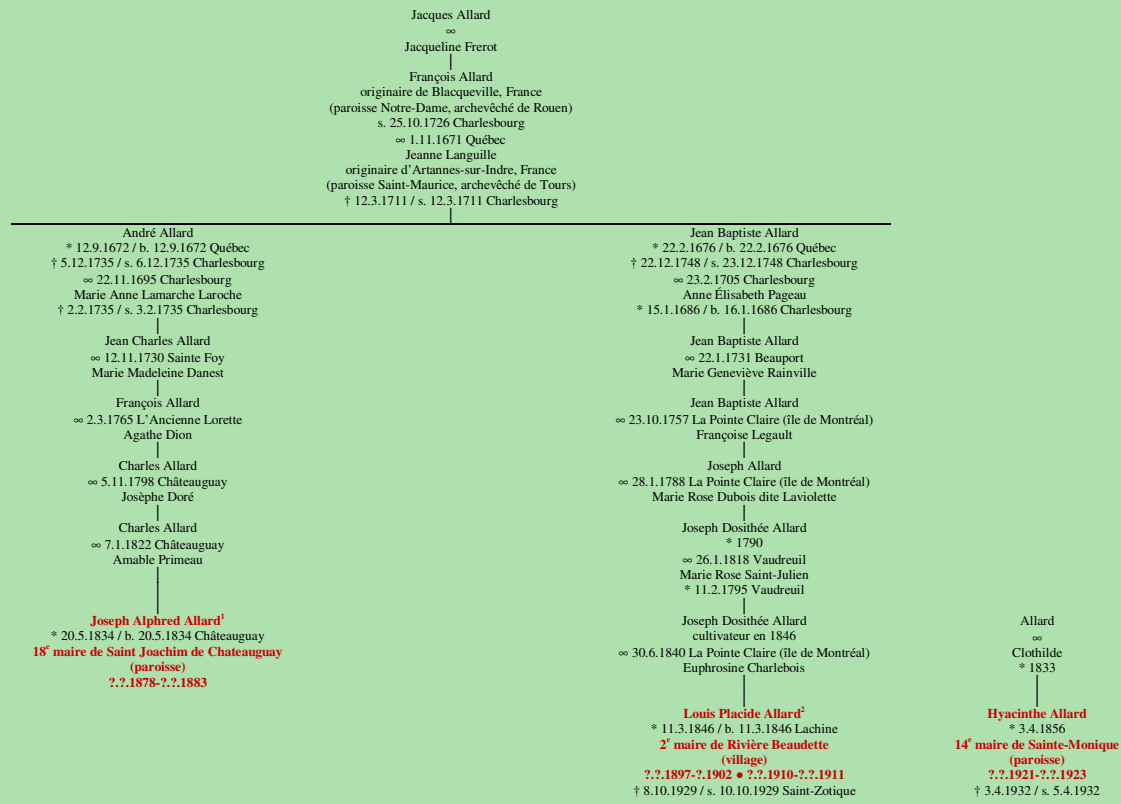 Jacques Allard
∞
Jacqueline Frerot
François Allard
originaire de Blacqueville, France
(paroisse Notre-Dame, archevêché de Rouen)
s. 25.10.1726 Charlesbourg
∞ 1.11.1671 Québec
Jeanne Languille
originaire d'Artannes-sur-Indre, France
(paroisse Saint-Maurice, archevêché de Tours)
† 12.3.1711 / s. 12.3.1711 Charlesbourg
André Allard
* 12.9.1672 / b. 12.9.1672 Québec
† 5.12.1735 / s. 6.12.1735 Charlesbourg
∞ 22.11.1695 Charlesbourg
Marie Anne Lamarche Laroche
† 2.2.1735 / s. 3.2.1735 Charlesbourg
Jean Charles Allard
∞ 12.11.1730 Sainte Foy
Marie Madeleine Danest
François Allard
∞ 2.3.1765 L'Ancienne Lorette
Agathe Dion
Charles Allard
∞ 5.11.1798 Châteauguay
Josèphe Doré
Charles Allard
∞ 7.1.1822 Châteauguay
Amable Primeau
Joseph Alphred Allard¹
* 20.5.1834 / b. 20.5.1834 Châteauguay
18e maire de Saint Joachim de Chateauguay
(paroisse)
?.?.1878-?.?.1883
Jean Baptiste Allard
* 22.2.1676 / b. 22.2.1676 Québec
† 22.12.1748 / s. 23.12.1748 Charlesbourg
∞ 23.2.1705 Charlesbourg
Anne Élisabeth Pageau
* 15.1.1686 / b. 16.1.1686 Charlesbourg
Jean Baptiste Allard
∞ 22.1.1731 Beauport
Marie Geneviève Rainville
Jean Baptiste Allard
∞ 23.10.1757 La Pointe Claire (île de Montréal)
Françoise Legault
Joseph Allard
∞ 28.1.1788 La Pointe Claire (île de Montréal)
Marie Rose Dubois dite Laviolette
Joseph Dosithée Allard
* 1790
∞ 26.1.1818 Vaudreuil
Marie Rose Saint-Julien
* 11.2.1795 Vaudreuil
Joseph Dosithée Allard
cultivateur en 1846
∞ 30.6.1840 La Pointe Claire (île de Montréal)
Euphrosine Charlebois
Louis Placide Allard²
* 11.3.1846 / b. 11.3.1846 Lachine
2e maire de Rivière Beaudette
(village)
?.?.1897-?.1902 ● ?.?.1910-?.?.1911
† 8.10.1929 / s. 10.10.1929 Saint-Zotique
Allard
∞
Clothilde
* 1833
Hyacinthe Allard
* 3.4.1856
14e maire de Sainte-Monique
(paroisse)
?.?.1921-?.?.1923
† 3.4.1932 / s. 5.4.1932